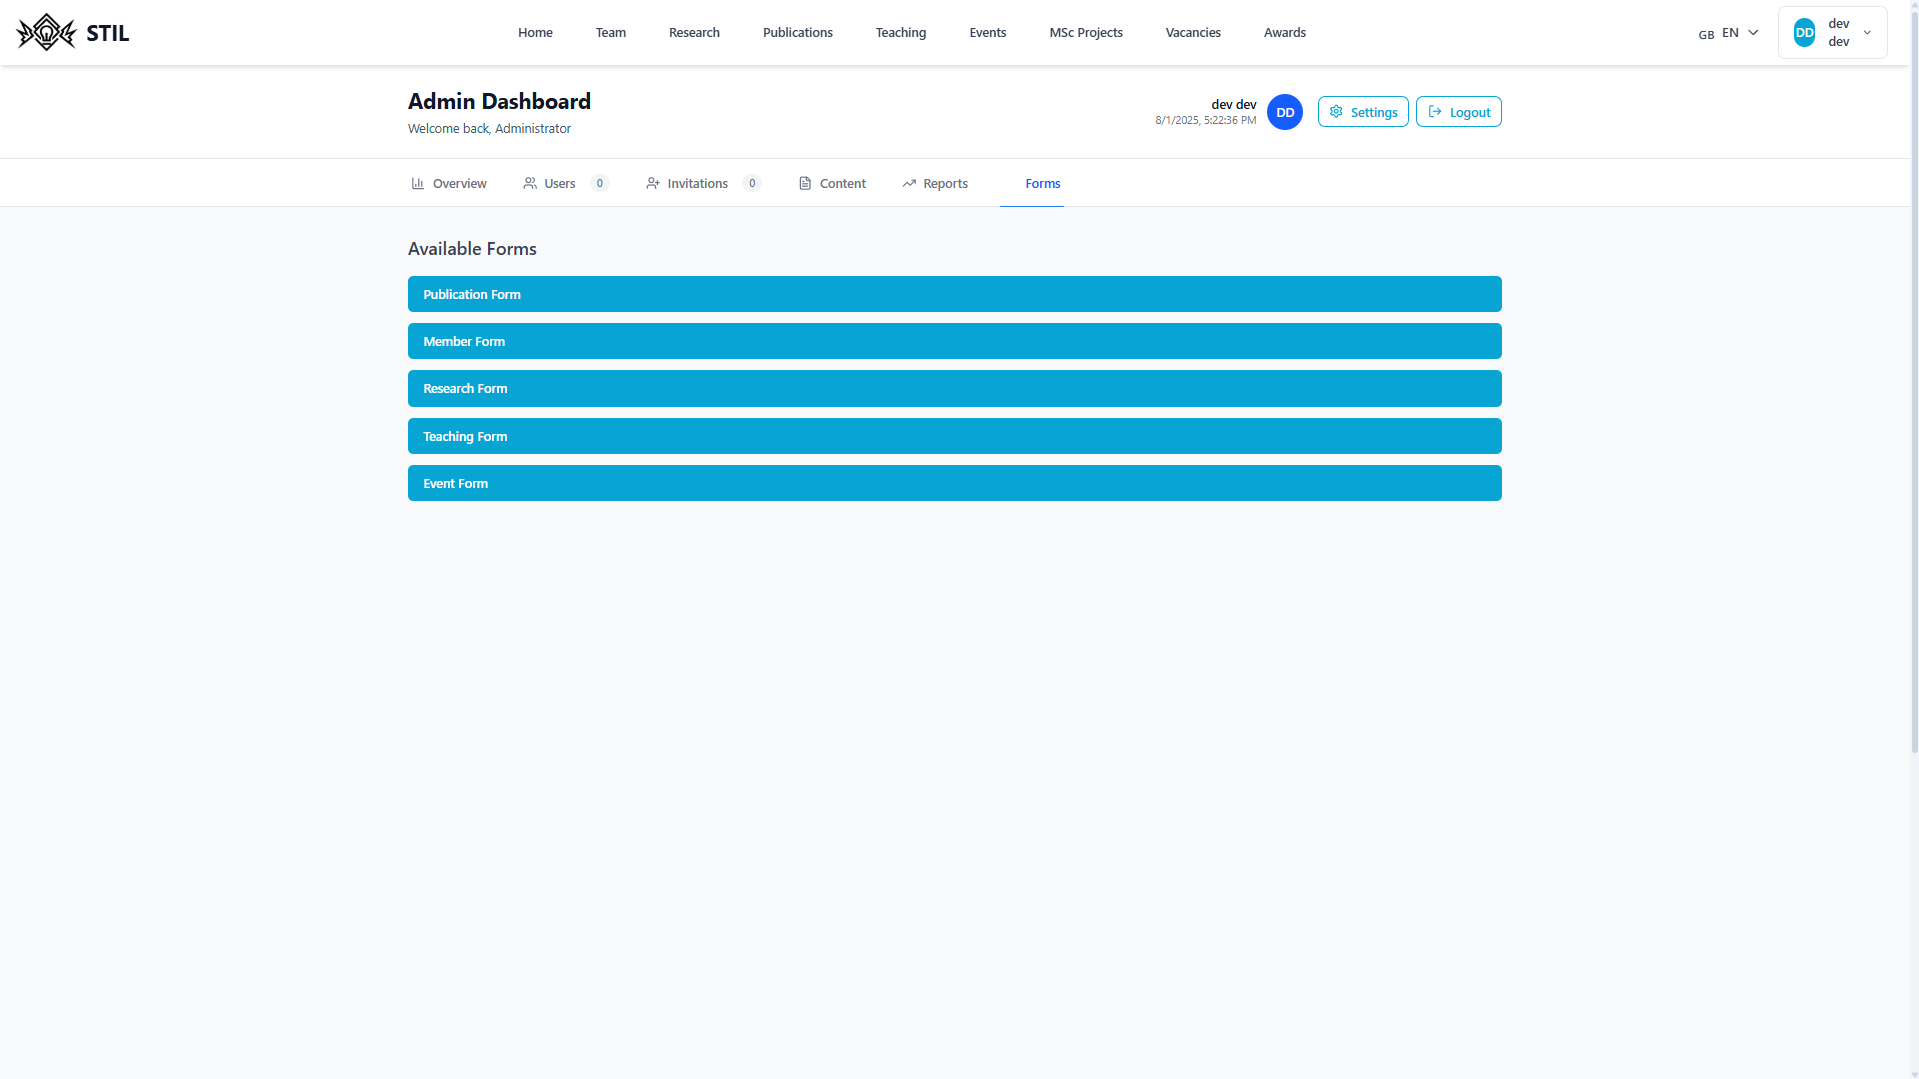 STIL
Home
Team
Research
Publications
Teaching
Events
MSc Projects
Vacancies
Awards
GB EN
DD
dev
dev
Admin Dashboard
Welcome back, Administrator
dev dev
8/1/2025, 5:22:36 PM
DD
Settings
Logout
Overview
Users 0
Invitations 0
Content
Reports
Forms
Available Forms
Publication Form
Member Form
Research Form
Teaching Form
Event Form